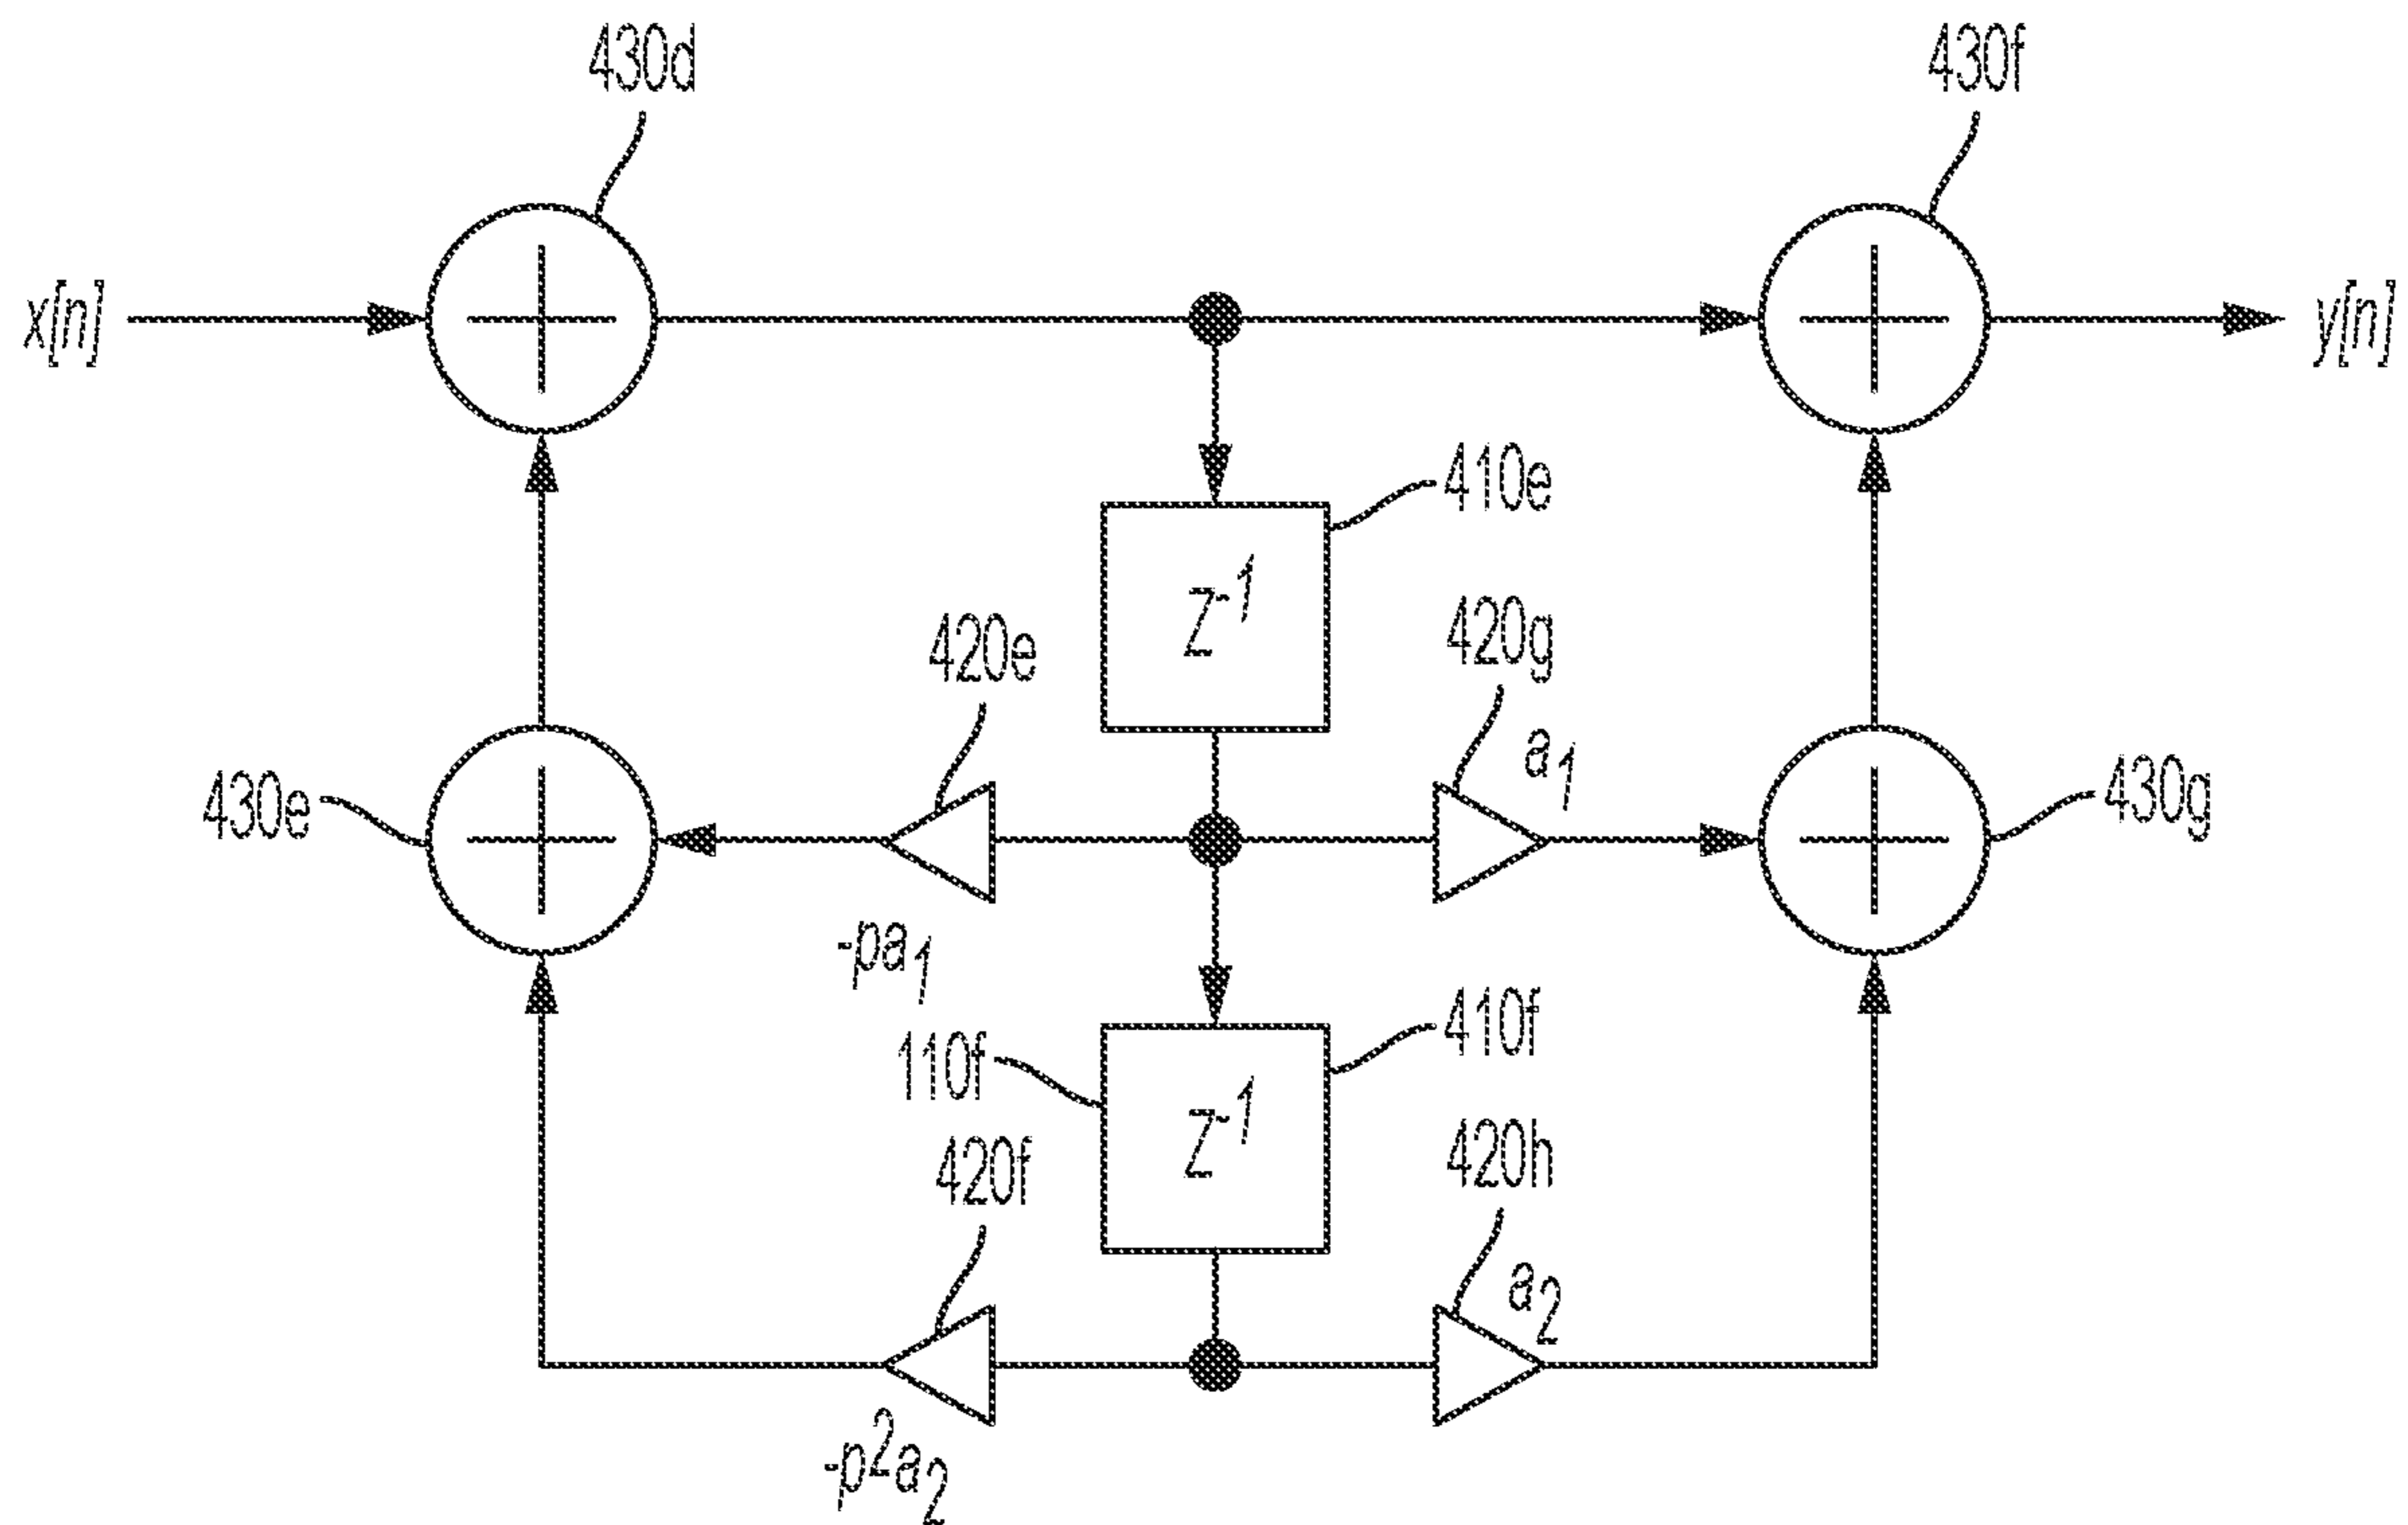 430d
430f
x[n]
y[n]
410e
z⁻¹
420e
420g
a₁
430e
430g
-pa₁
110f
410f
z⁻¹
420f
420h
a₂
-p²a₂